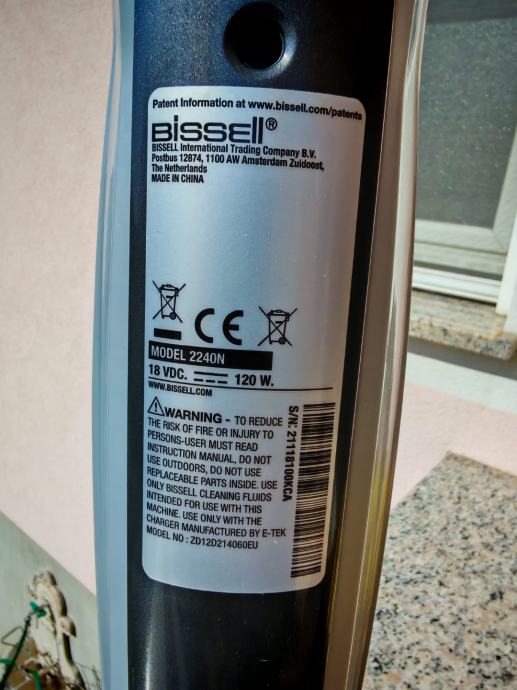 Patent Information at www.bissell.com/patents
BISSELL®
BISSELL International Trading Company B.V.
Postbus 12874, 1100 AW Amsterdam Zuidoost,
The Netherlands
MADE IN CHINA
CE
MODEL 2240N
18 VDC. 120 W.
WWW.BISSELL.COM
WARNING - TO REDUCE
THE RISK OF FIRE OR INJURY TO
PERSONS-USER MUST READ
INSTRUCTION MANUAL, DO NOT
USE OUTDOORS, DO NOT USE
REPLACEABLE PARTS INSIDE. USE
ONLY BISSELL CLEANING FLUIDS
INTENDED FOR USE WITH THIS
MACHINE. USE ONLY WITH THE
CHARGER MANUFACTURED BY E-TEK
MODEL NO : ZD12D214060EU
S/N: 21118100KCA